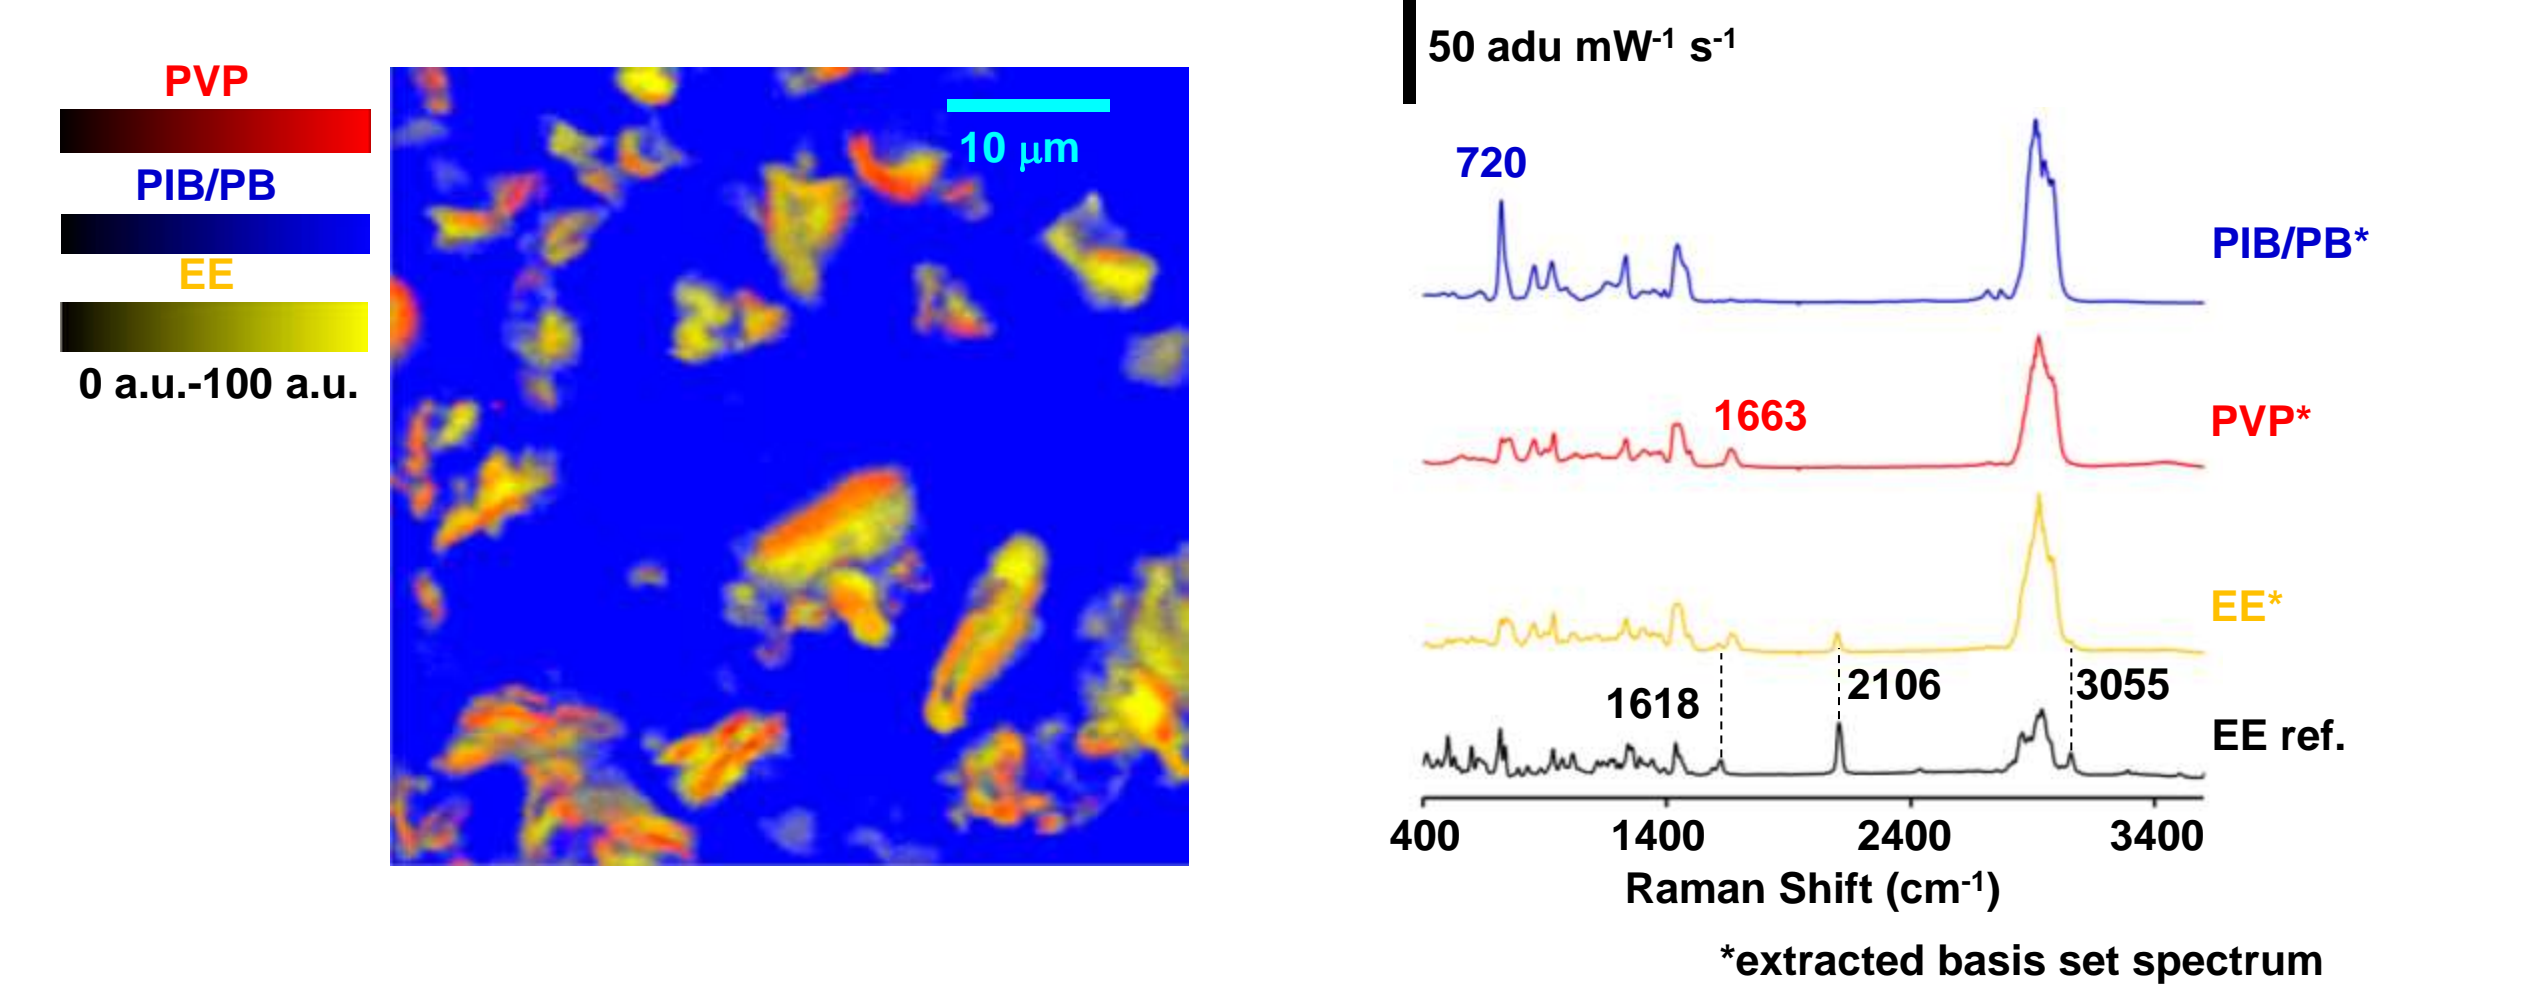 PVP
PIB/PB
EE
0 a.u.-100 a.u.
10 μm
50 adu mW⁻¹ s⁻¹
720
PIB/PB*
1663
PVP*
EE*
1618
2106
3055
EE ref.
400 1400 2400 3400
Raman Shift (cm⁻¹)
*extracted basis set spectrum